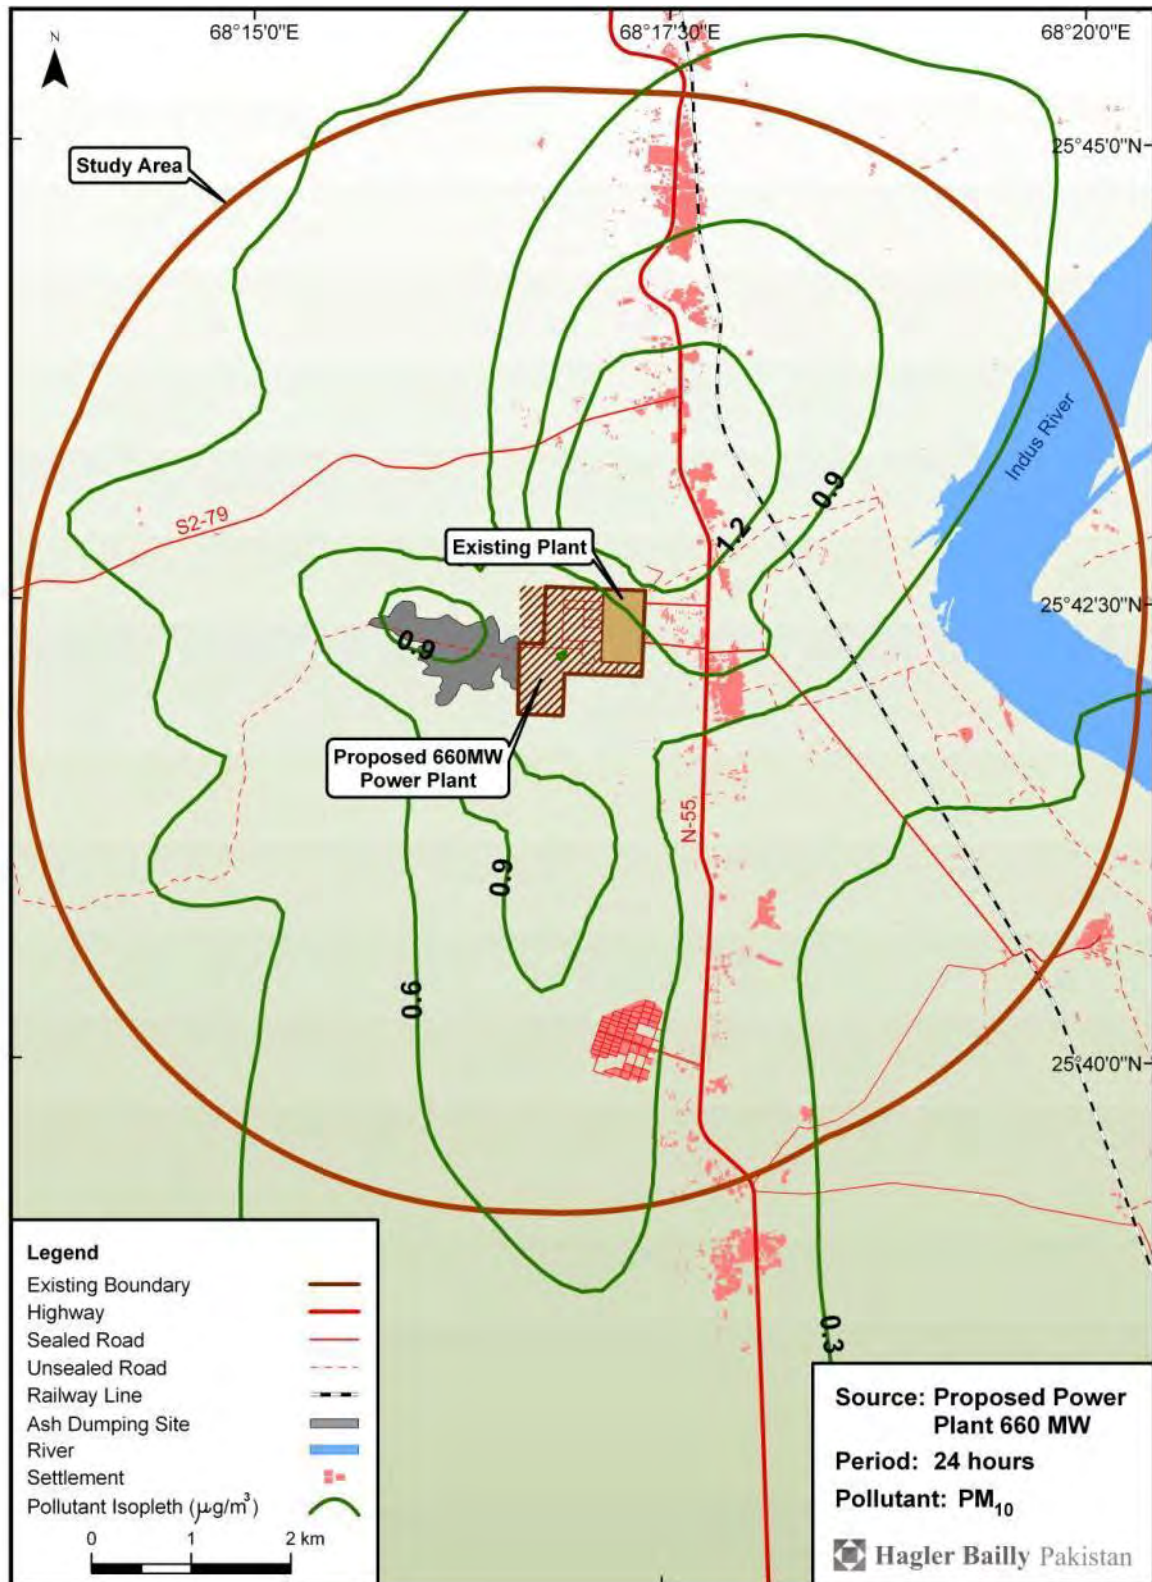 N
68°15'0"E
68°17'30"E
68°20'0"E
25°45'0"N
Study Area
Indus River
S2-79
0.9
1.2
Existing Plant
25°42'30"N
0.9
Proposed 660MW
Power Plant
N-55
0.9
0.6
25°40'0"N
0.3
Legend
Existing Boundary
Highway
Sealed Road
Unsealed Road
Railway Line
Ash Dumping Site
River
Settlement
Pollutant Isopleth (μg/m³)
0 1 2 km
Source: Proposed Power
Plant 660 MW
Period: 24 hours
Pollutant: PM₁₀
Hagler Bailly Pakistan